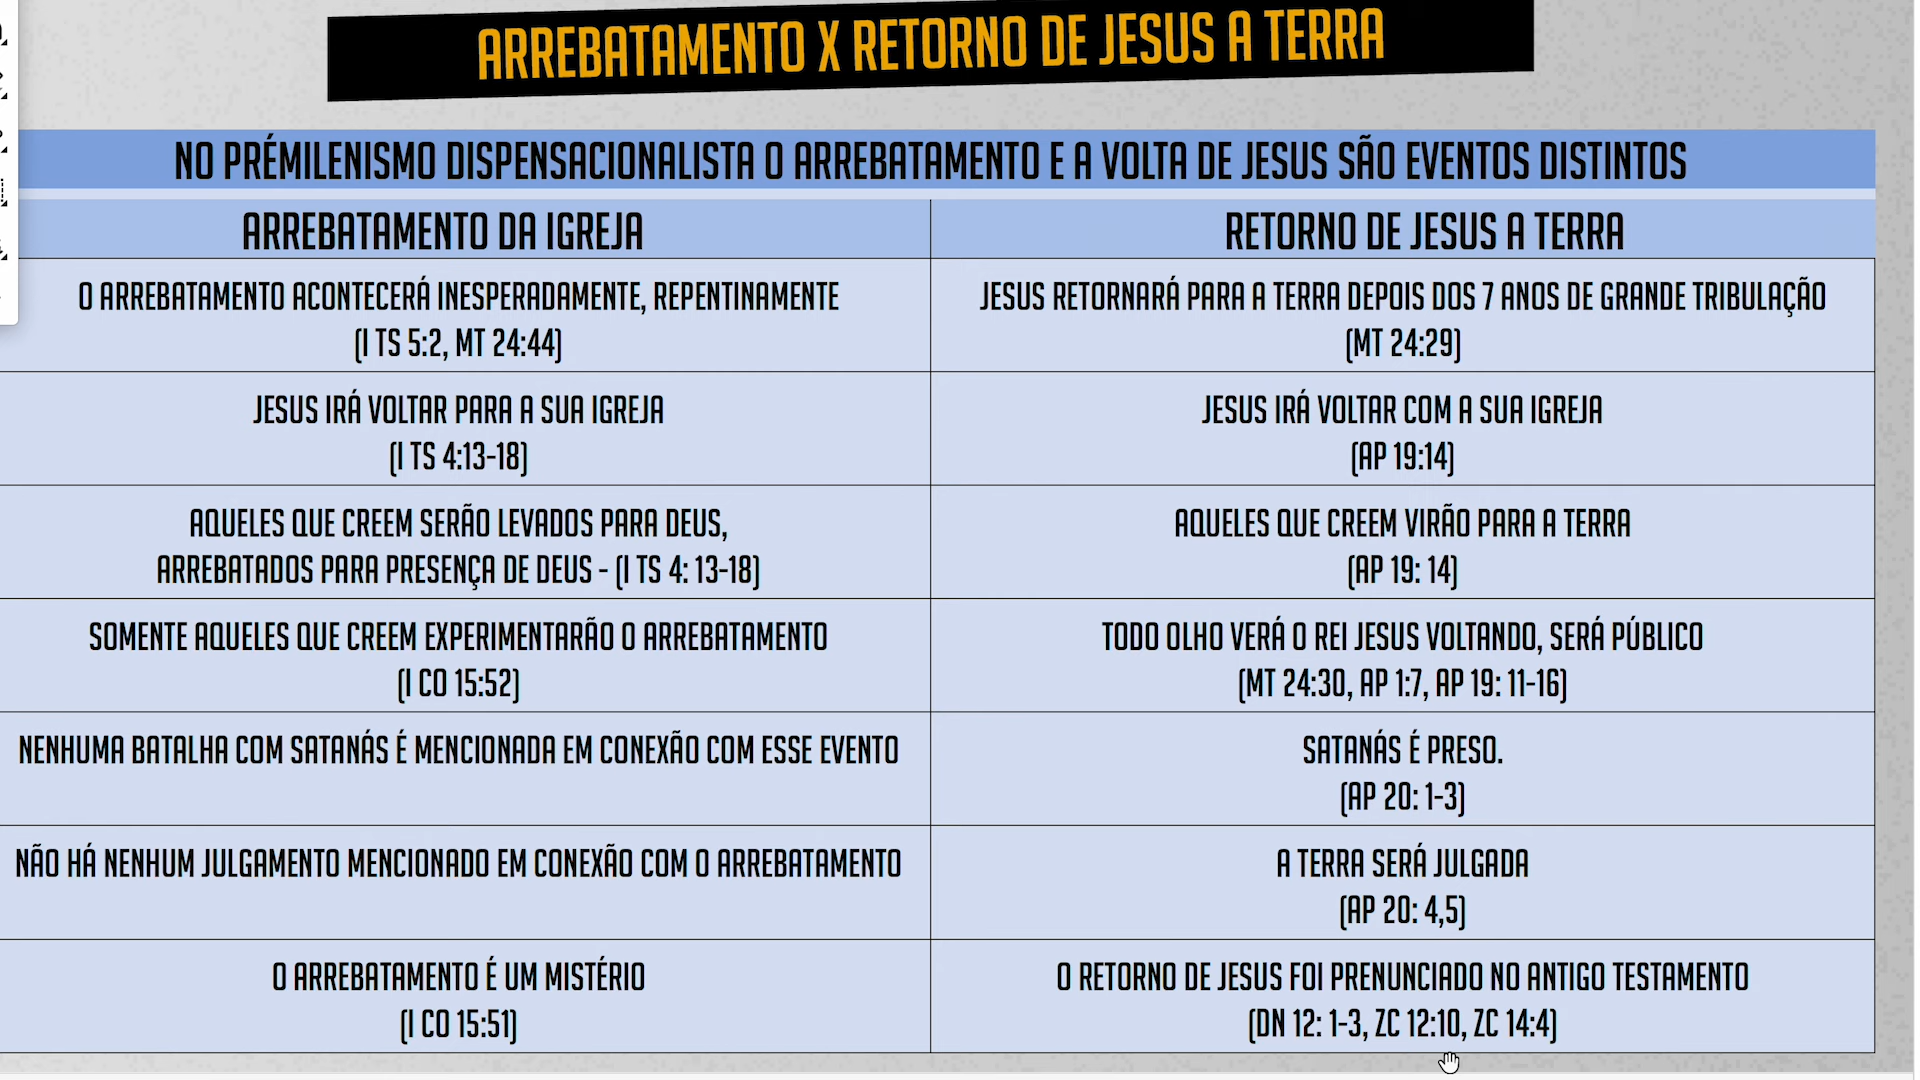 ARREBATAMENTO X RETORNO DE JESUS A TERRA
NO PRÉMILENISMO DISPENSACIONALISTA O ARREBATAMENTO E A VOLTA DE JESUS SÃO EVENTOS DISTINTOS
ARREBATAMENTO DA IGREJA
RETORNO DE JESUS A TERRA
O ARREBATAMENTO ACONTECERÁ INESPERADAMENTE, REPENTINAMENTE
(I TS 5:2, MT 24:44)
JESUS RETORNARÁ PARA A TERRA DEPOIS DOS 7 ANOS DE GRANDE TRIBULAÇÃO
(MT 24:29)
JESUS IRÁ VOLTAR PARA A SUA IGREJA
(I TS 4:13-18)
JESUS IRÁ VOLTAR COM A SUA IGREJA
(AP 19:14)
AQUELES QUE CREEM SERÃO LEVADOS PARA DEUS,
ARREBATADOS PARA PRESENÇA DE DEUS - (I TS 4: 13-18)
AQUELES QUE CREEM VIRÃO PARA A TERRA
(AP 19: 14)
SOMENTE AQUELES QUE CREEM EXPERIMENTARÃO O ARREBATAMENTO
(I CO 15:52)
TODO OLHO VERÁ O REI JESUS VOLTANDO, SERÁ PÚBLICO
(MT 24:30, AP 1:7, AP 19: 11-16)
NENHUMA BATALHA COM SATANÁS É MENCIONADA EM CONEXÃO COM ESSE EVENTO
SATANÁS É PRESO.
(AP 20: 1-3)
NÃO HÁ NENHUM JULGAMENTO MENCIONADO EM CONEXÃO COM O ARREBATAMENTO
A TERRA SERÁ JULGADA
(AP 20: 4,5)
O ARREBATAMENTO É UM MISTÉRIO
(I CO 15:51)
O RETORNO DE JESUS FOI PRENUNCIADO NO ANTIGO TESTAMENTO
(DN 12: 1-3, ZC 12:10, ZC 14:4)